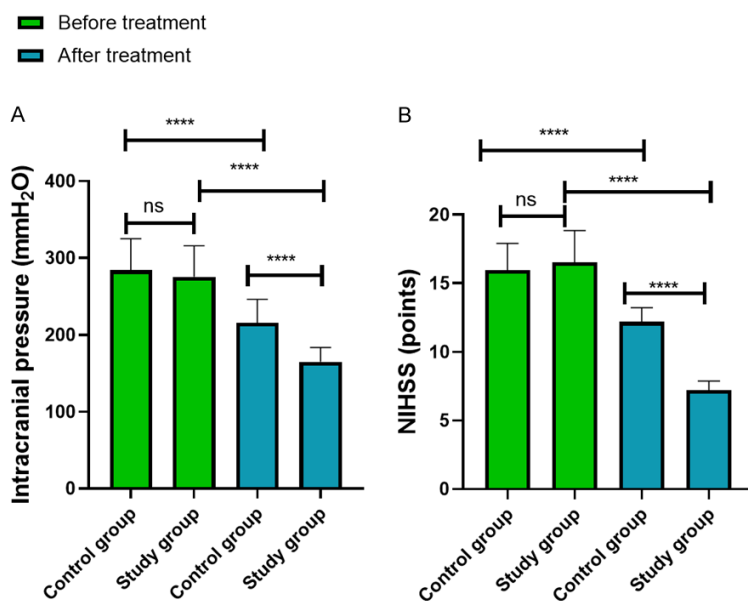 Before treatment
After treatment
A
****
****
ns
****
Intracranial pressure (mmH₂O)
400
300
200
100
0
Control group
Study group
Control group
Study group
B
****
****
ns
****
NIHSS (points)
20
15
10
5
0
Control group
Study group
Control group
Study group